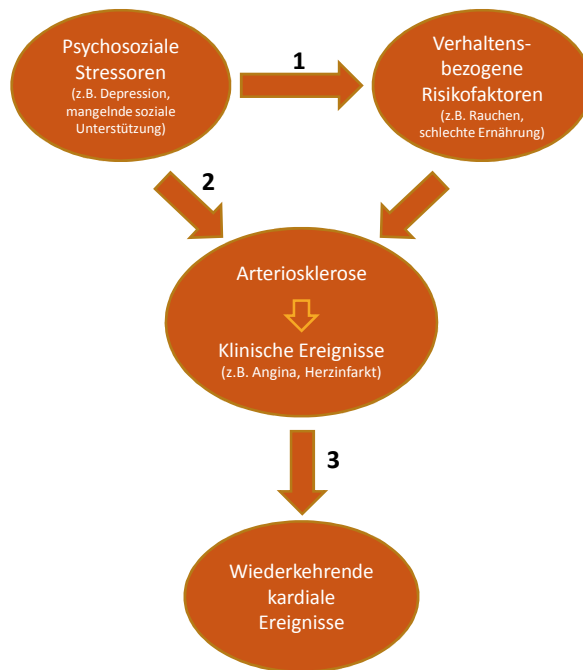 Psychosoziale
Stressoren
(z.B. Depression,
mangelnde soziale
Unterstützung)
1
Verhaltens-
bezogene
Risikofaktoren
(z.B. Rauchen,
schlechte Ernährung)
2
Arteriosklerose
Klinische Ereignisse
(z.B. Angina, Herzinfarkt)
3
Wiederkehrende
kardiale
Ereignisse